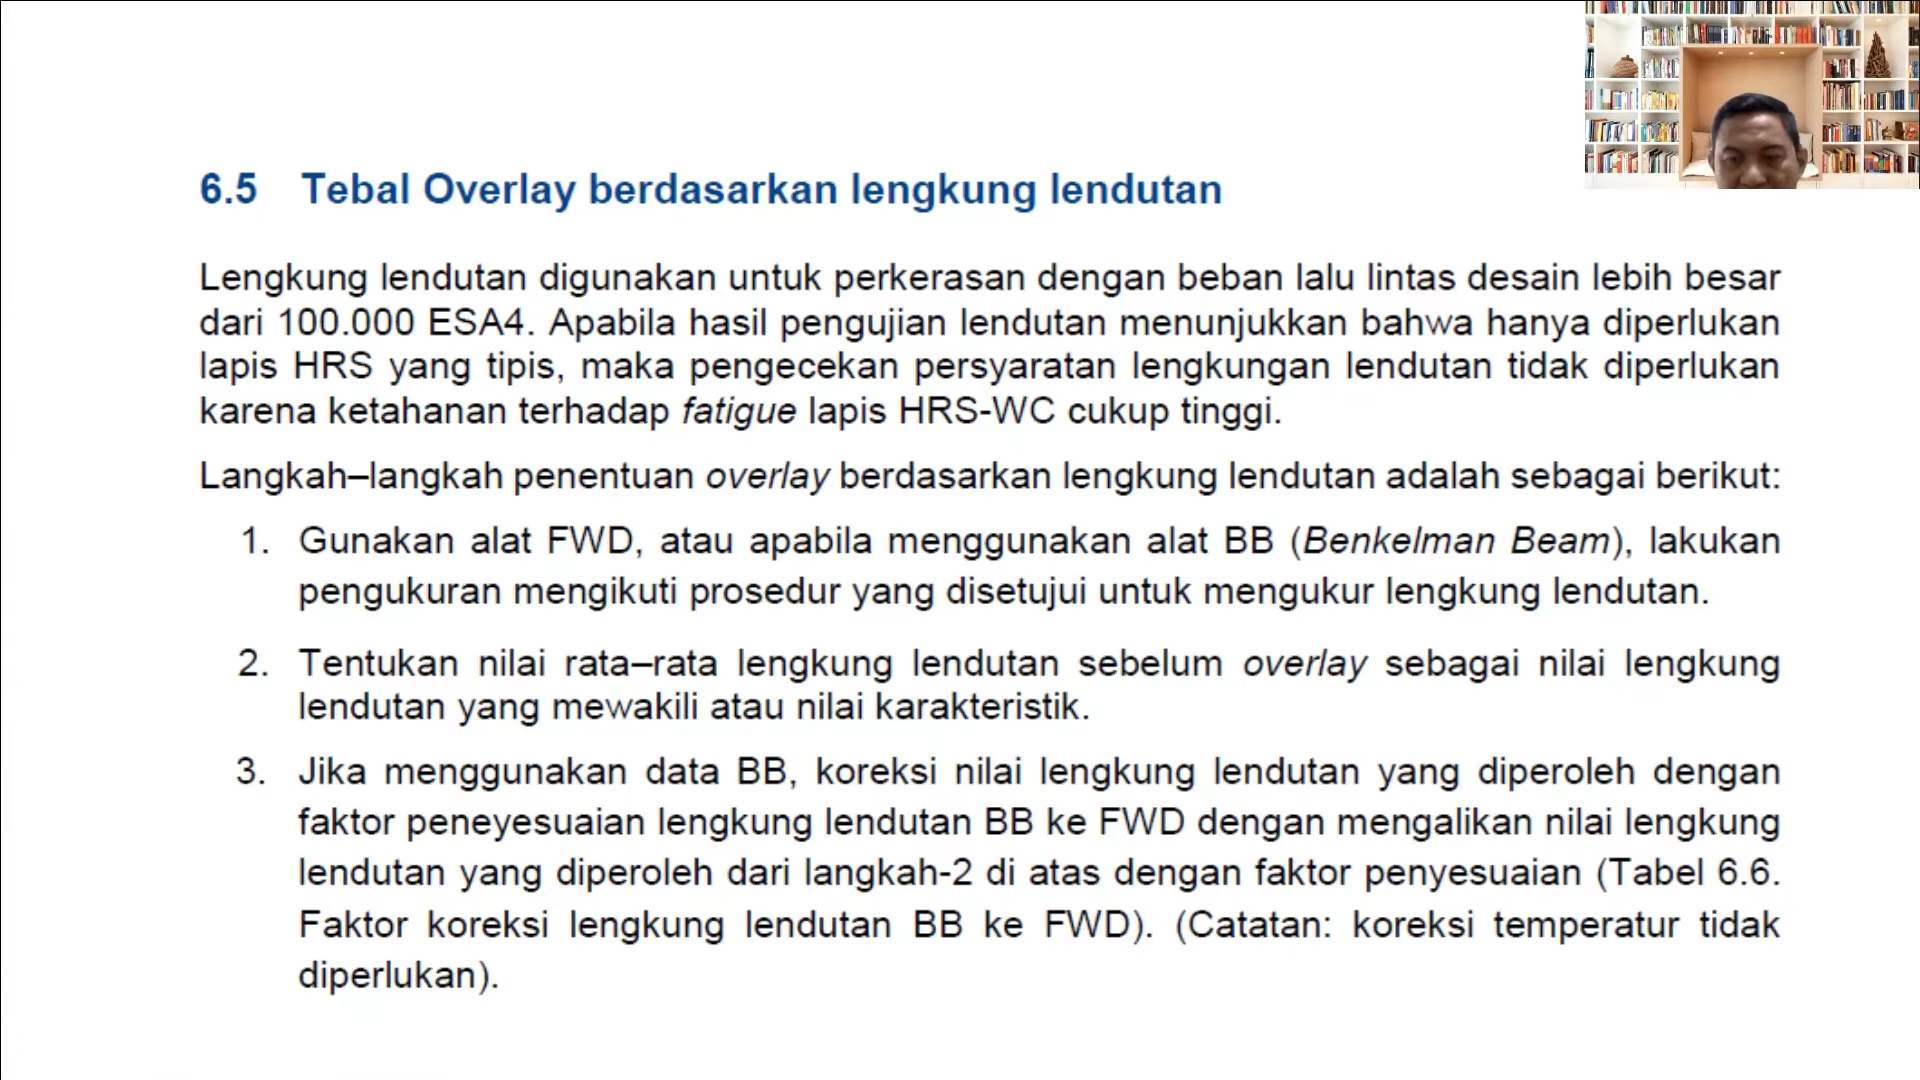 6.5 Tebal Overlay berdasarkan lengkung lendutan
Lengkung lendutan digunakan untuk perkerasan dengan beban lalu lintas desain lebih besar
dari 100.000 ESA4. Apabila hasil pengujian lendutan menunjukkan bahwa hanya diperlukan
lapis HRS yang tipis, maka pengecekan persyaratan lengkungan lendutan tidak diperlukan
karena ketahanan terhadap fatigue lapis HRS-WC cukup tinggi.
Langkah–langkah penentuan overlay berdasarkan lengkung lendutan adalah sebagai berikut:
1. Gunakan alat FWD, atau apabila menggunakan alat BB (Benkelman Beam), lakukan
pengukuran mengikuti prosedur yang disetujui untuk mengukur lengkung lendutan.
2. Tentukan nilai rata–rata lengkung lendutan sebelum overlay sebagai nilai lengkung
lendutan yang mewakili atau nilai karakteristik.
3. Jika menggunakan data BB, koreksi nilai lengkung lendutan yang diperoleh dengan
faktor peneyesuaian lengkung lendutan BB ke FWD dengan mengalikan nilai lengkung
lendutan yang diperoleh dari langkah-2 di atas dengan faktor penyesuaian (Tabel 6.6.
Faktor koreksi lengkung lendutan BB ke FWD). (Catatan: koreksi temperatur tidak
diperlukan).